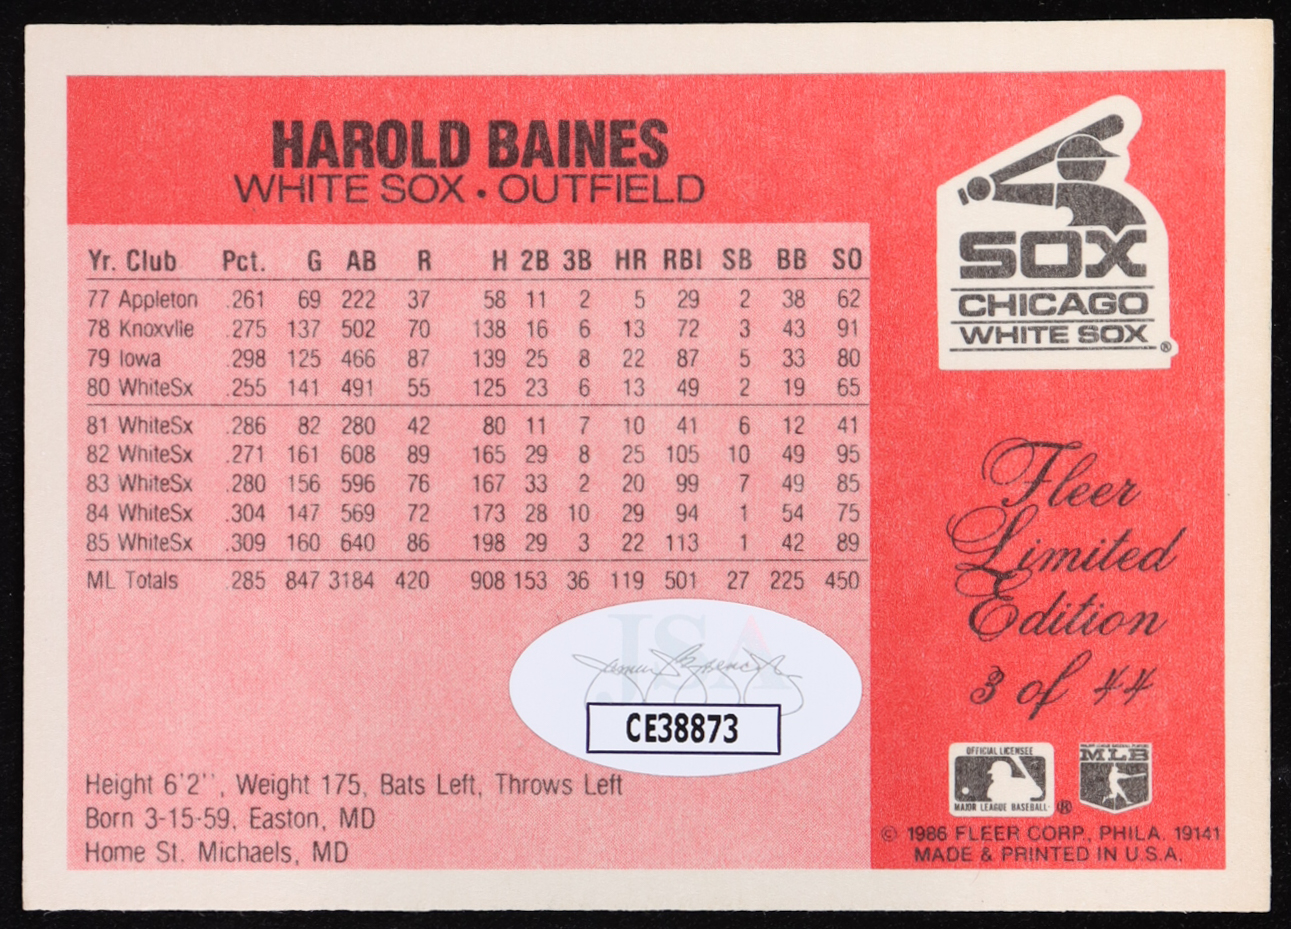 HAROLD BAINES
WHITE SOX • OUTFIELD
Yr. Club Pct. G AB R H 2B 3B HR RBI SB BB SO
77 Appleton .261 69 222 37 58 11 2 5 29 2 38 62
78 Knoxvlle .275 137 502 70 138 16 6 13 72 3 43 91
79 Iowa .298 125 466 87 139 25 8 22 87 5 33 80
80 WhiteSx .255 141 491 55 125 23 6 13 49 2 19 65
81 WhiteSx .286 82 280 42 80 11 7 10 41 6 12 41
82 WhiteSx .271 161 608 89 165 29 8 25 105 10 49 95
83 WhiteSx .280 156 596 76 167 33 2 20 99 7 49 85
84 WhiteSx .304 147 569 72 173 28 10 29 94 1 54 75
85 WhiteSx .309 160 640 86 198 29 3 22 113 1 42 89
ML Totals .285 847 3184 420 908 153 36 119 501 27 225 450
JSA
CE38873
Height 6'2'', Weight 175, Bats Left, Throws Left
Born 3-15-59, Easton, MD
Home St. Michaels, MD
SOX
CHICAGO
WHITE SOX ®
Fleer
Limited
Edition
3 of 44
OFFICIAL LICENSEE
MAJOR LEAGUE BASEBALL ®
MLB
© 1986 FLEER CORP., PHILA. 19141
MADE & PRINTED IN U.S.A.